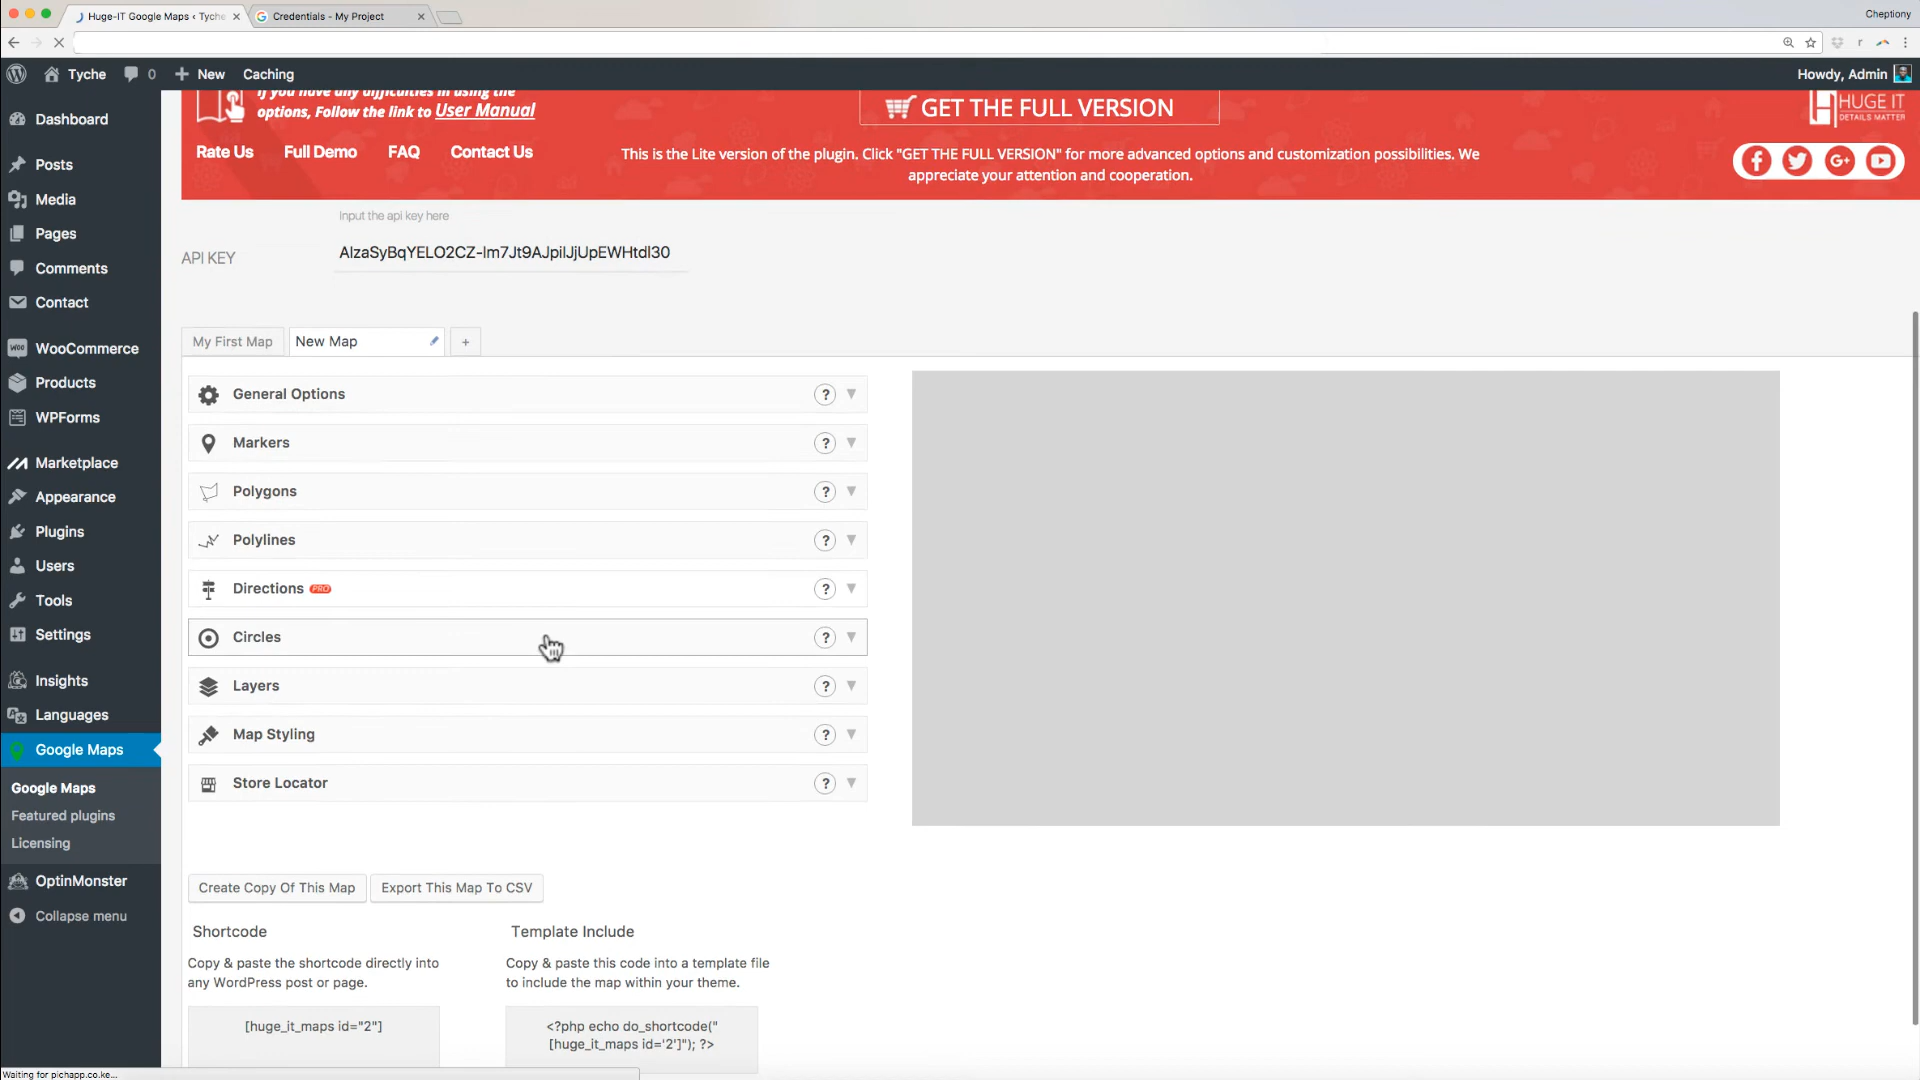 Huge-IT Google Maps ‹ Tyche
Credentials - My Project
Cheptiony
Tyche
0
New
Caching
Howdy, Admin
Dashboard
Posts
Media
Pages
Comments
Contact
WooCommerce
Products
WPForms
Marketplace
Appearance
Plugins
Users
Tools
Settings
Insights
Languages
Google Maps
Google Maps
Featured plugins
Licensing
OptinMonster
Collapse menu
If you have any difficulties in using the
options, Follow the link to User Manual
Rate Us
Full Demo
FAQ
Contact Us
GET THE FULL VERSION
This is the Lite version of the plugin. Click "GET THE FULL VERSION" for more advanced options and customization possibilities. We
appreciate your attention and cooperation.
HUGE IT
DETAILS MATTER
Input the api key here
API KEY
AIzaSyBqYELO2CZ-Im7Jt9AJpiIJjUpEWHtdI30
My First Map
New Map
+
General Options
?
Markers
?
Polygons
?
Polylines
?
Directions PRO
?
Circles
?
Layers
?
Map Styling
?
Store Locator
?
Create Copy Of This Map
Export This Map To CSV
Shortcode
Copy & paste the shortcode directly into
any WordPress post or page.
[huge_it_maps id="2"]
Template Include
Copy & paste this code into a template file
to include the map within your theme.
<?php echo do_shortcode("
[huge_it_maps id='2']"); ?>
Waiting for pichapp.co.ke...